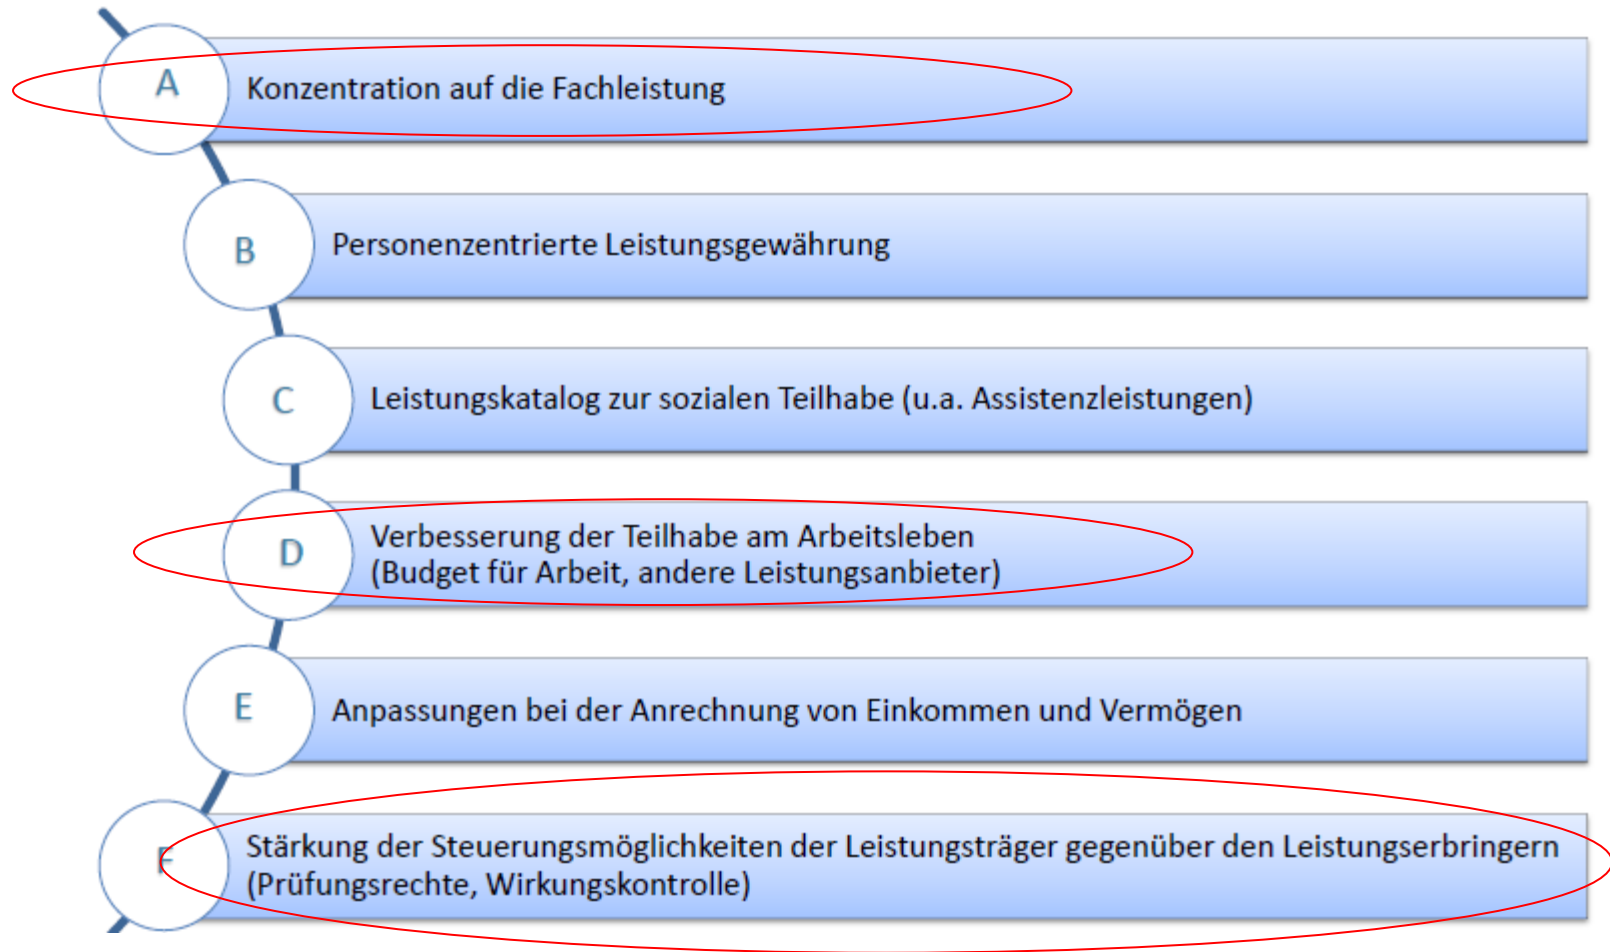 A Konzentration auf die Fachleistung
B Personenzentrierte Leistungsgewährung
C Leistungskatalog zur sozialen Teilhabe (u.a. Assistenzleistungen)
D Verbesserung der Teilhabe am Arbeitsleben
(Budget für Arbeit, andere Leistungsanbieter)
E Anpassungen bei der Anrechnung von Einkommen und Vermögen
F Stärkung der Steuerungsmöglichkeiten der Leistungsträger gegenüber den Leistungserbringern
(Prüfungsrechte, Wirkungskontrolle)